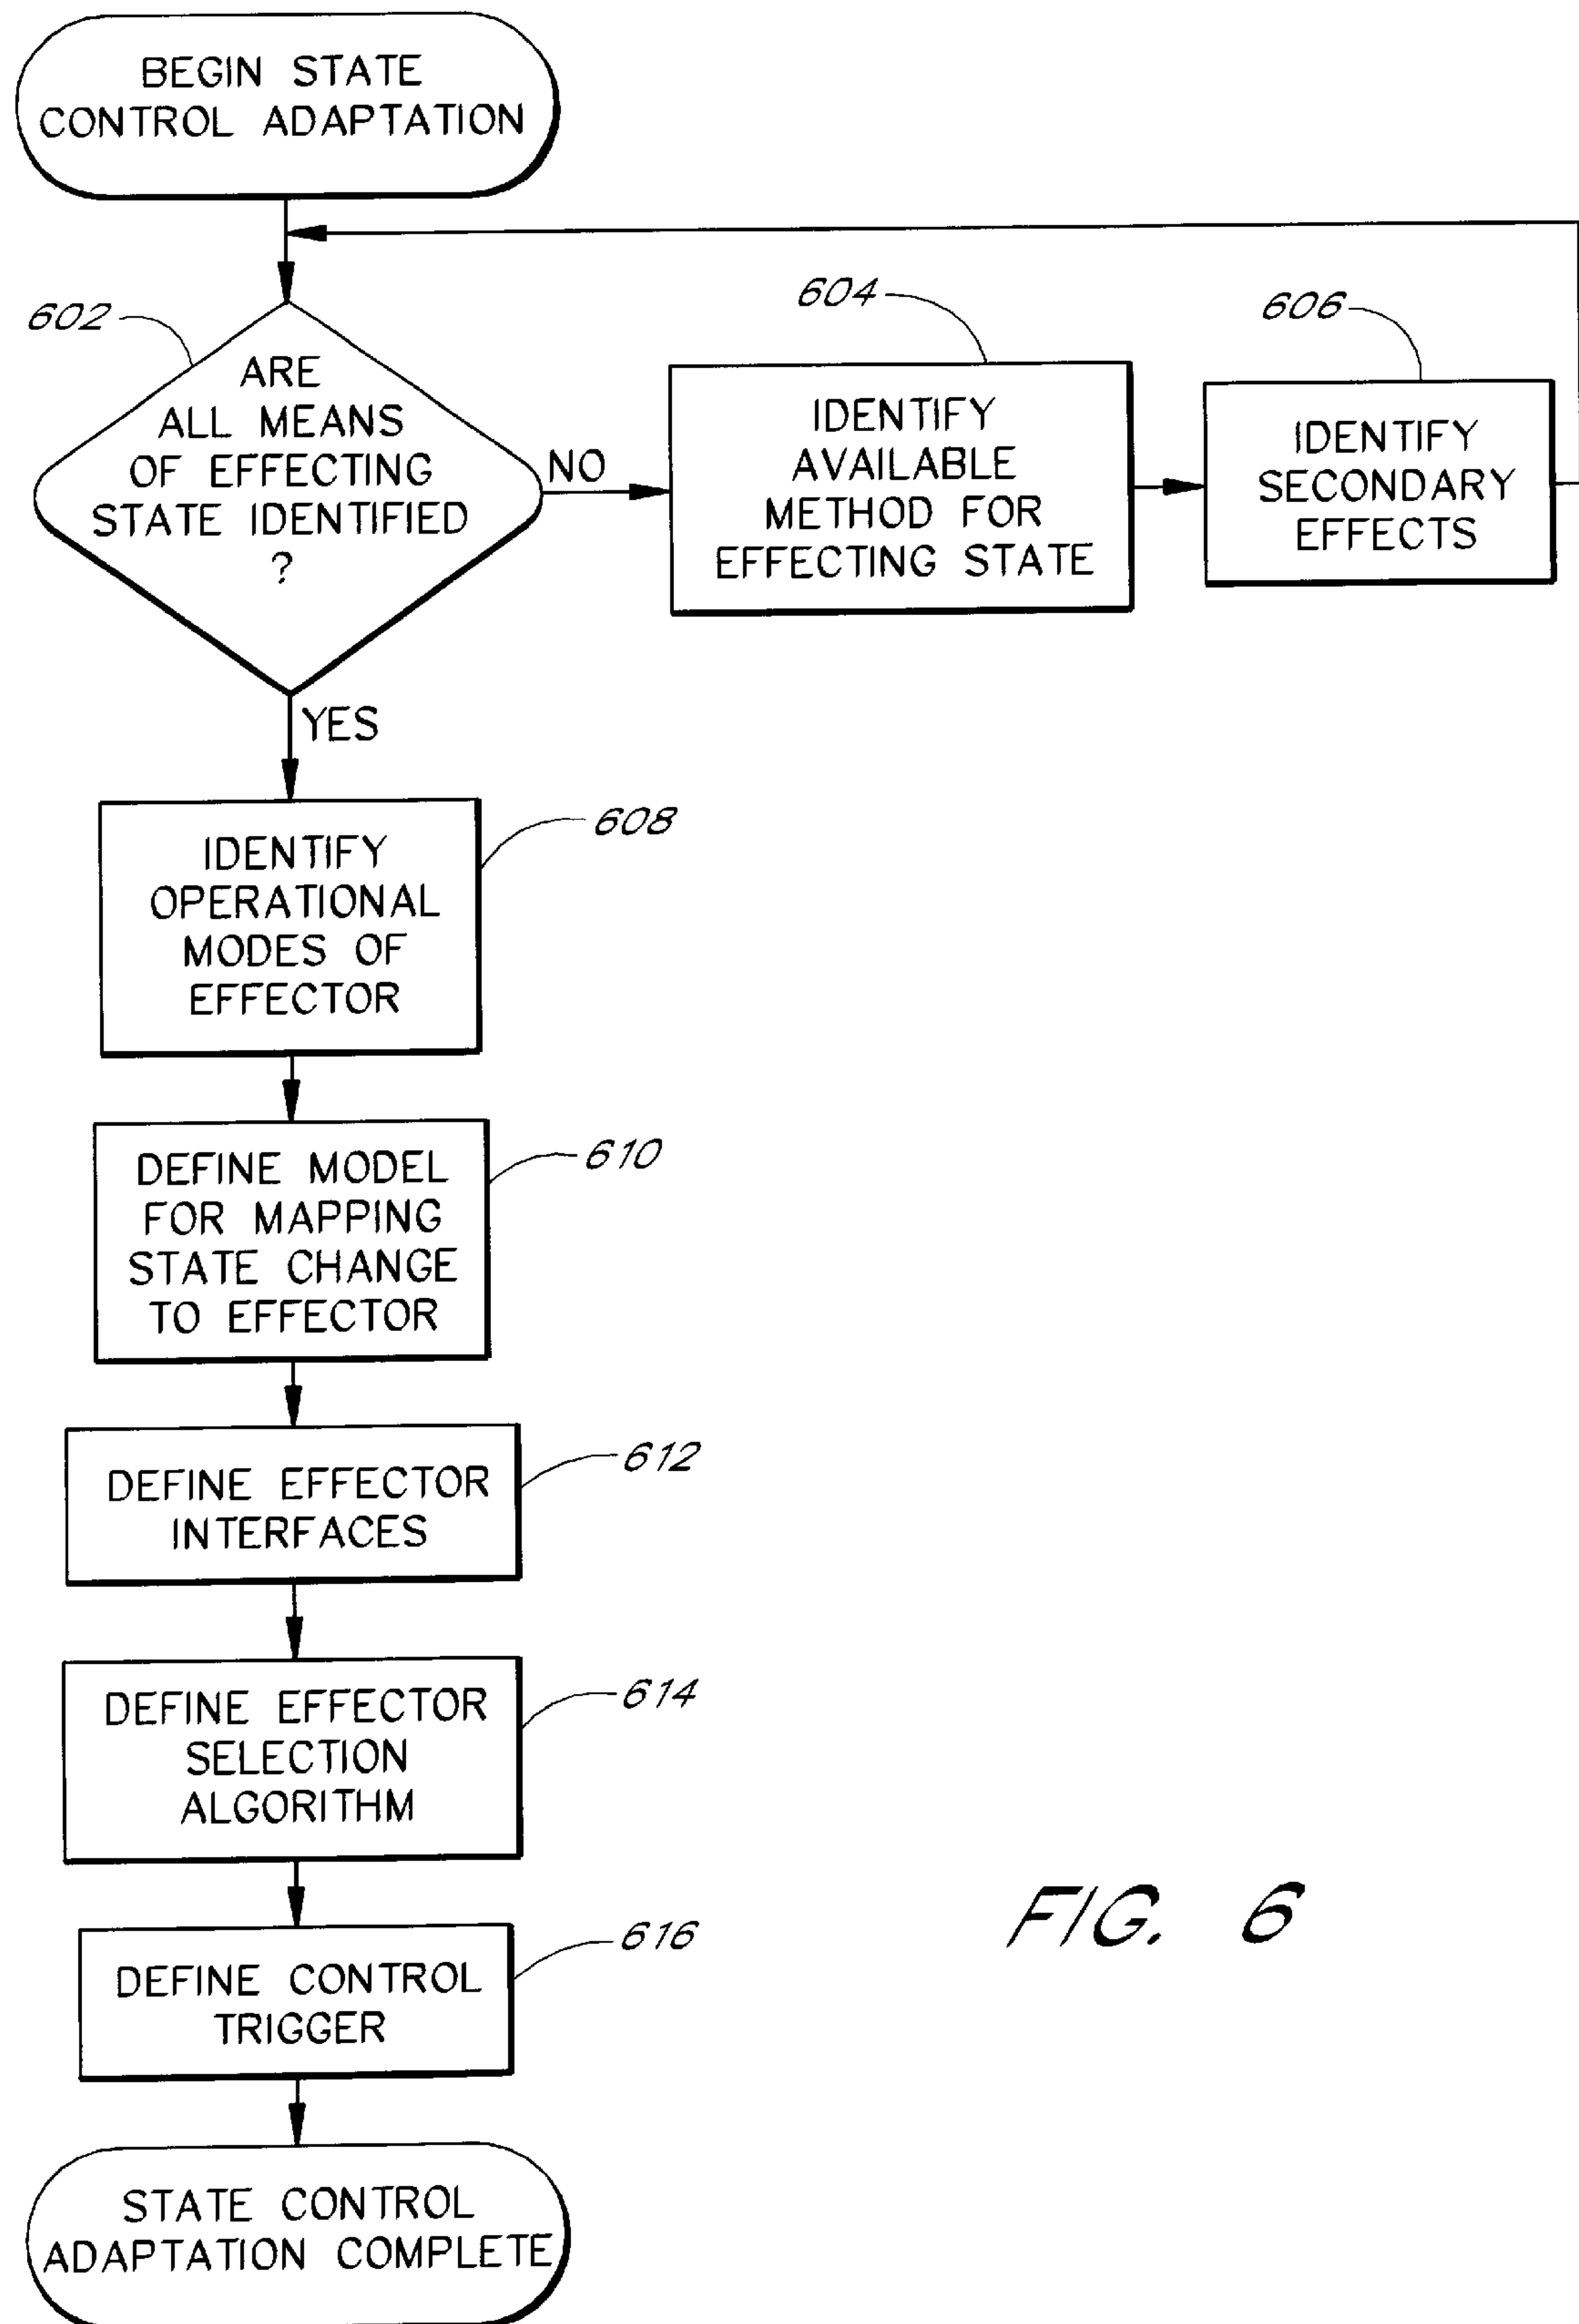 BEGIN STATE
CONTROL ADAPTATION
602
ARE
ALL MEANS
OF EFFECTING
STATE IDENTIFIED
?
NO
604
IDENTIFY
AVAILABLE
METHOD FOR
EFFECTING STATE
606
IDENTIFY
SECONDARY
EFFECTS
YES
608
IDENTIFY
OPERATIONAL
MODES OF
EFFECTOR
610
DEFINE MODEL
FOR MAPPING
STATE CHANGE
TO EFFECTOR
612
DEFINE EFFECTOR
INTERFACES
614
DEFINE EFFECTOR
SELECTION
ALGORITHM
616
DEFINE CONTROL
TRIGGER
STATE CONTROL
ADAPTATION COMPLETE
FIG. 6